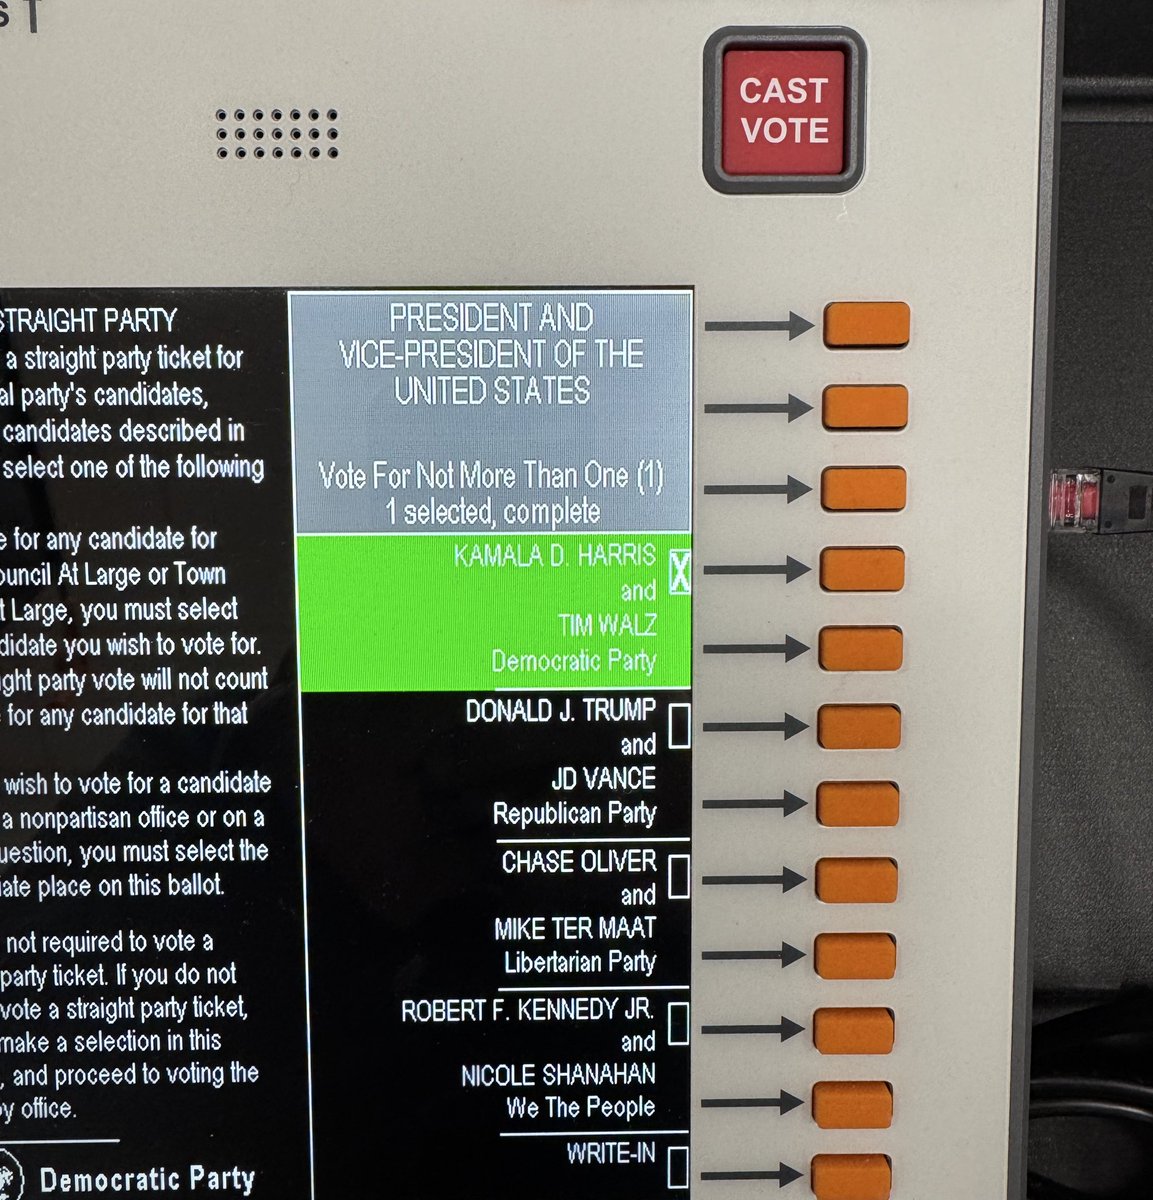 ST
CAST
VOTE
STRAIGHT PARTY
a straight party ticket for
al party's candidates,
candidates described in
select one of the following
e for any candidate for
ouncil At Large or Town
t Large, you must select
didate you wish to vote for.
ght party vote will not count
for any candidate for that
wish to vote for a candidate
a nonpartisan office or on a
uestion, you must select the
iate place on this ballot.
not required to vote a
party ticket. If you do not
vote a straight party ticket,
make a selection in this
, and proceed to voting the
y office.
Democratic Party
PRESIDENT AND
VICE-PRESIDENT OF THE
UNITED STATES
Vote For Not More Than One (1)
1 selected, complete
KAMALA D. HARRIS
and
TIM WALZ
Democratic Party
DONALD J. TRUMP
and
JD VANCE
Republican Party
CHASE OLIVER
and
MIKE TER MAAT
Libertarian Party
ROBERT F. KENNEDY JR.
and
NICOLE SHANAHAN
We The People
WRITE-IN